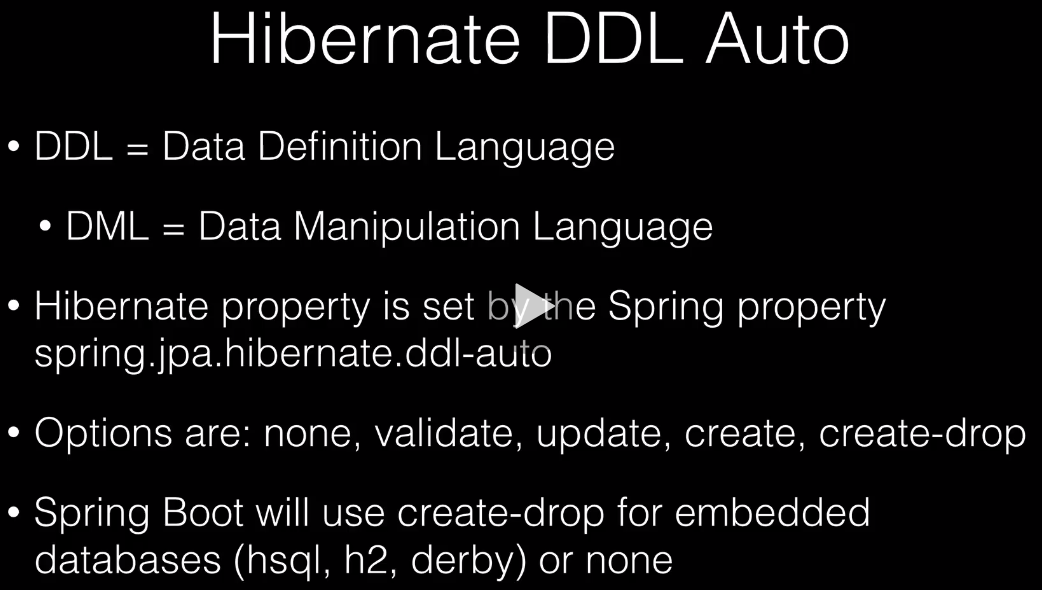 Hibernate DDL Auto
• DDL = Data Definition Language
• DML = Data Manipulation Language
• Hibernate property is set by the Spring property
spring.jpa.hibernate.ddl-auto
• Options are: none, validate, update, create, create-drop
• Spring Boot will use create-drop for embedded
databases (hsql, h2, derby) or none